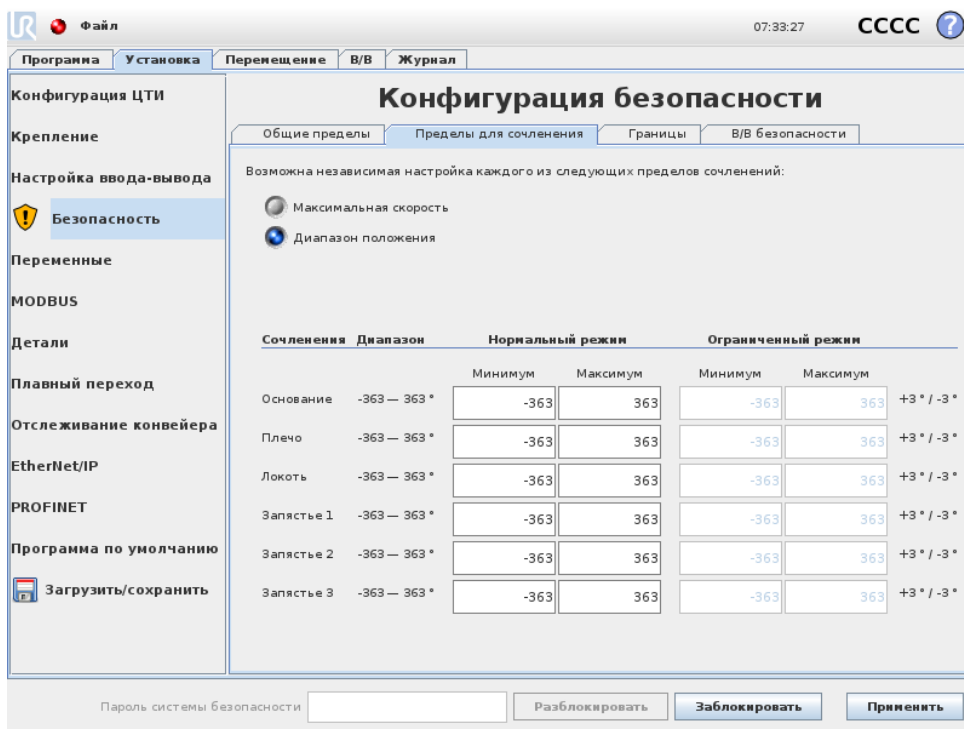 UR Файл 07:33:27 CCCC ?
Программа Установка Перемещение В/В Журнал
Конфигурация ЦТИ
Крепление
Настройка ввода-вывода
! Безопасность
Переменные
MODBUS
Детали
Плавный переход
Отслеживание конвейера
EtherNet/IP
PROFINET
Программа по умолчанию
Загрузить/сохранить
Конфигурация безопасности
Общие пределы Пределы для сочленения Границы В/В безопасности
Возможна независимая настройка каждого из следующих пределов сочленений:
Максимальная скорость
Диапазон положения
Сочленения Диапазон Нормальный режим Ограниченный режим
Минимум Максимум Минимум Максимум
Основание -363 — 363 ° -363 363 -363 363 +3 ° / -3 °
Плечо -363 — 363 ° -363 363 -363 363 +3 ° / -3 °
Локоть -363 — 363 ° -363 363 -363 363 +3 ° / -3 °
Запястье 1 -363 — 363 ° -363 363 -363 363 +3 ° / -3 °
Запястье 2 -363 — 363 ° -363 363 -363 363 +3 ° / -3 °
Запястье 3 -363 — 363 ° -363 363 -363 363 +3 ° / -3 °
Пароль системы безопасности Разблокировать Заблокировать Применить